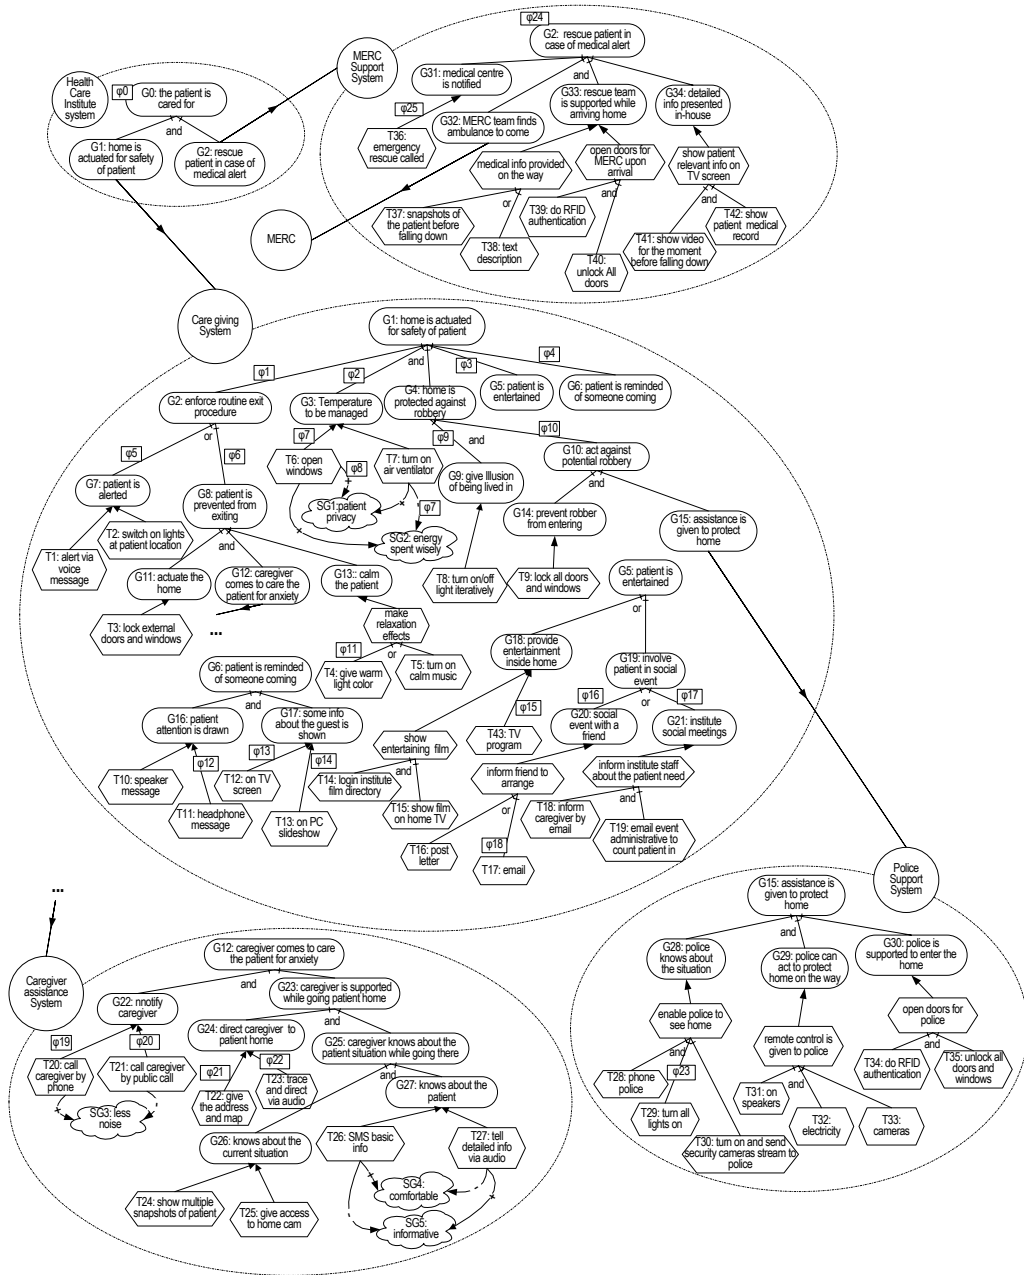 φ24
G2: rescue patient in
case of medical alert
MERC
Support
System
and
G31: medical centre
is notified
G33: rescue team
is supported while
arriving home
G34: detailed
info presented
in-house
Health
Care
Institute
system
φ0
G0: the patient is
cared for
and
G1: home is
actuated for safety
of patient
G2: rescue
patient in case of
medical alert
φ25
G32: MERC team finds
ambulance to come
T36:
emergency
rescue called
medical info provided
on the way
open doors for
MERC upon
arrival
show patient
relevant info on
TV screen
or
and
and
T37: snapshots of
the patient before
falling down
T38: text
description
T39: do RFID
authentication
T40:
unlock All
doors
T41: show video
for the moment
before falling down
T42: show
patient medical
record
MERC
Care giving
System
G1: home is actuated
for safety of patient
and
φ1
φ2
φ3
φ4
G2: enforce routine exit
procedure
G3: Temperature
to be managed
G4: home is
protected against
robbery
G5: patient is
entertained
G6: patient is reminded
of someone coming
or
φ5
φ6
φ7
φ9
and
φ10
G7: patient is
alerted
G8: patient is
prevented from
exiting
T6: open
windows
φ8
T7: turn on
air ventilator
G9: give Illusion
of being lived in
G10: act against
potential robbery
and
SG1:patient
privacy
φ7
SG2: energy
spent wisely
G14: prevent robber
from entering
G15: assistance is
given to protect
home
T1: alert via
voice
message
T2: switch on lights
at patient location
and
G11: actuate the
home
G12: caregiver
comes to care the
patient for anxiety
G13:: calm
the patient
T8: turn on/off
light iteratively
T9: lock all doors
and windows
G5: patient is
entertained
or
T3: lock external
doors and windows
...
make
relaxation
effects
φ11
or
T4: give warm
light color
T5: turn on
calm music
G18: provide
entertainment
inside home
G19: involve
patient in social
event
G6: patient is reminded
of someone coming
and
G16: patient
attention is drawn
G17: some info
about the guest is
shown
φ15
φ16
or
φ17
T43: TV
program
G20: social
event with a
friend
G21: institute
social meetings
φ12
φ13
φ14
T10: speaker
message
T11: headphone
message
T12: on TV
screen
T13: on PC
slideshow
show
entertaining film
and
T14: login institute
film directory
T15: show film
on home TV
inform friend to
arrange
or
T16: post
letter
φ18
T17: email
inform institute staff
about the patient need
and
T18: inform
caregiver by
email
T19: email event
administrative to
count patient in
Police
Support
System
...
G15: assistance is
given to protect
home
and
G28: police
knows about
the situation
G29: police can
act to protect
home on the way
G30: police is
supported to enter
the home
enable police to
see home
remote control is
given to police
open doors for
police
and
φ23
and
and
T28: phone
police
T29: turn all
lights on
T30: turn on and send
security cameras stream to
police
T31: on
speakers
T32:
electricity
T33:
cameras
T34: do RFID
authentication
T35: unlock all
doors and
windows
Caregiver
assistance
System
G12: caregiver comes to care
the patient for anxiety
and
G22: nnotify
caregiver
G23: caregiver is supported
while going patient home
and
φ19
φ20
G24: direct caregiver to
patient home
G25: caregiver knows about the
patient situation while going there
T20: call
caregiver by
phone
T21: call caregiver
by public call
SG3: less
noise
φ21
φ22
T22: give
the address
and map
T23: trace
and direct
via audio
and
G26: knows about the
current situation
G27: knows about the
patient
T26: SMS basic
info
T27: tell
detailed info
via audio
T24: show multiple
snapshots of patient
T25: give access
to home cam
SG4:
comfortable
SG5:
informative